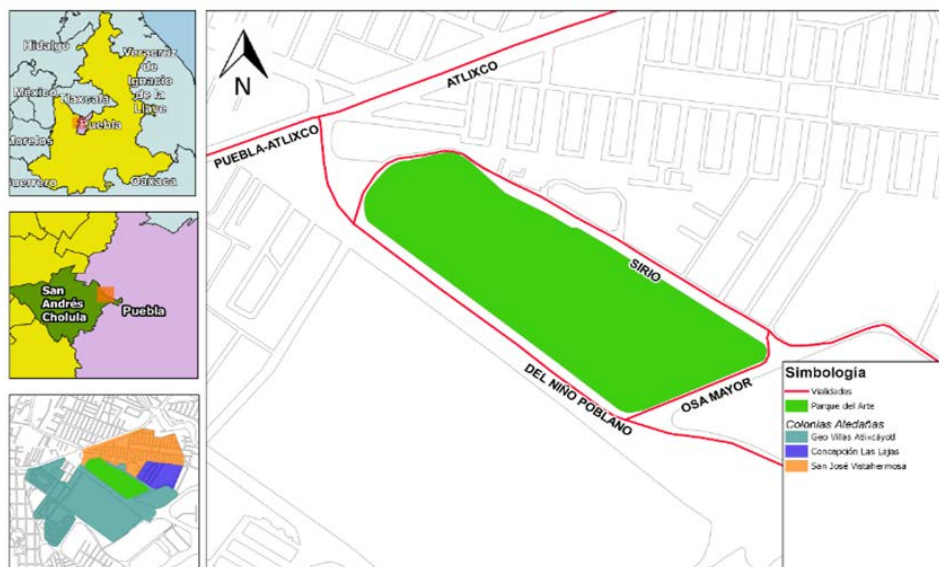 Hidalgo
Veracruz
de
Ignacio
de la
Llave
México
Tlaxcala
Puebla
Morelos
Guerrero
Oaxaca
San
Andrés
Cholula
Puebla
N
ATLIXCO
PUEBLA-ATLIXCO
SIRIO
DEL NIÑO POBLANO
OSA MAYOR
Simbología
Vialidades
Parque del Arte
Colonias Aledañas
Geo Villas Atlixcáyotl
Concepción Las Lajas
San José Vistahermosa